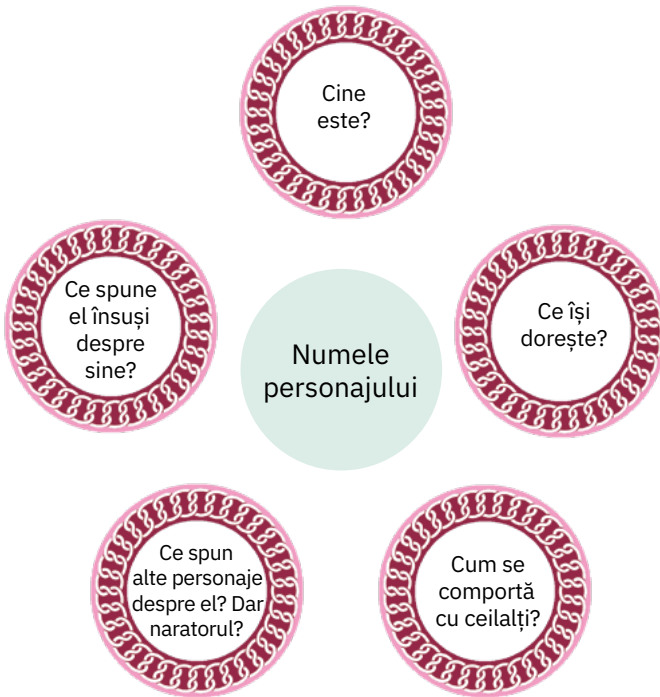 Cine
este?
Ce spune
el însuși
despre
sine?
Numele
personajului
Ce își
dorește?
Ce spun
alte personaje
despre el? Dar
naratorul?
Cum se
comportă
cu ceilalți?